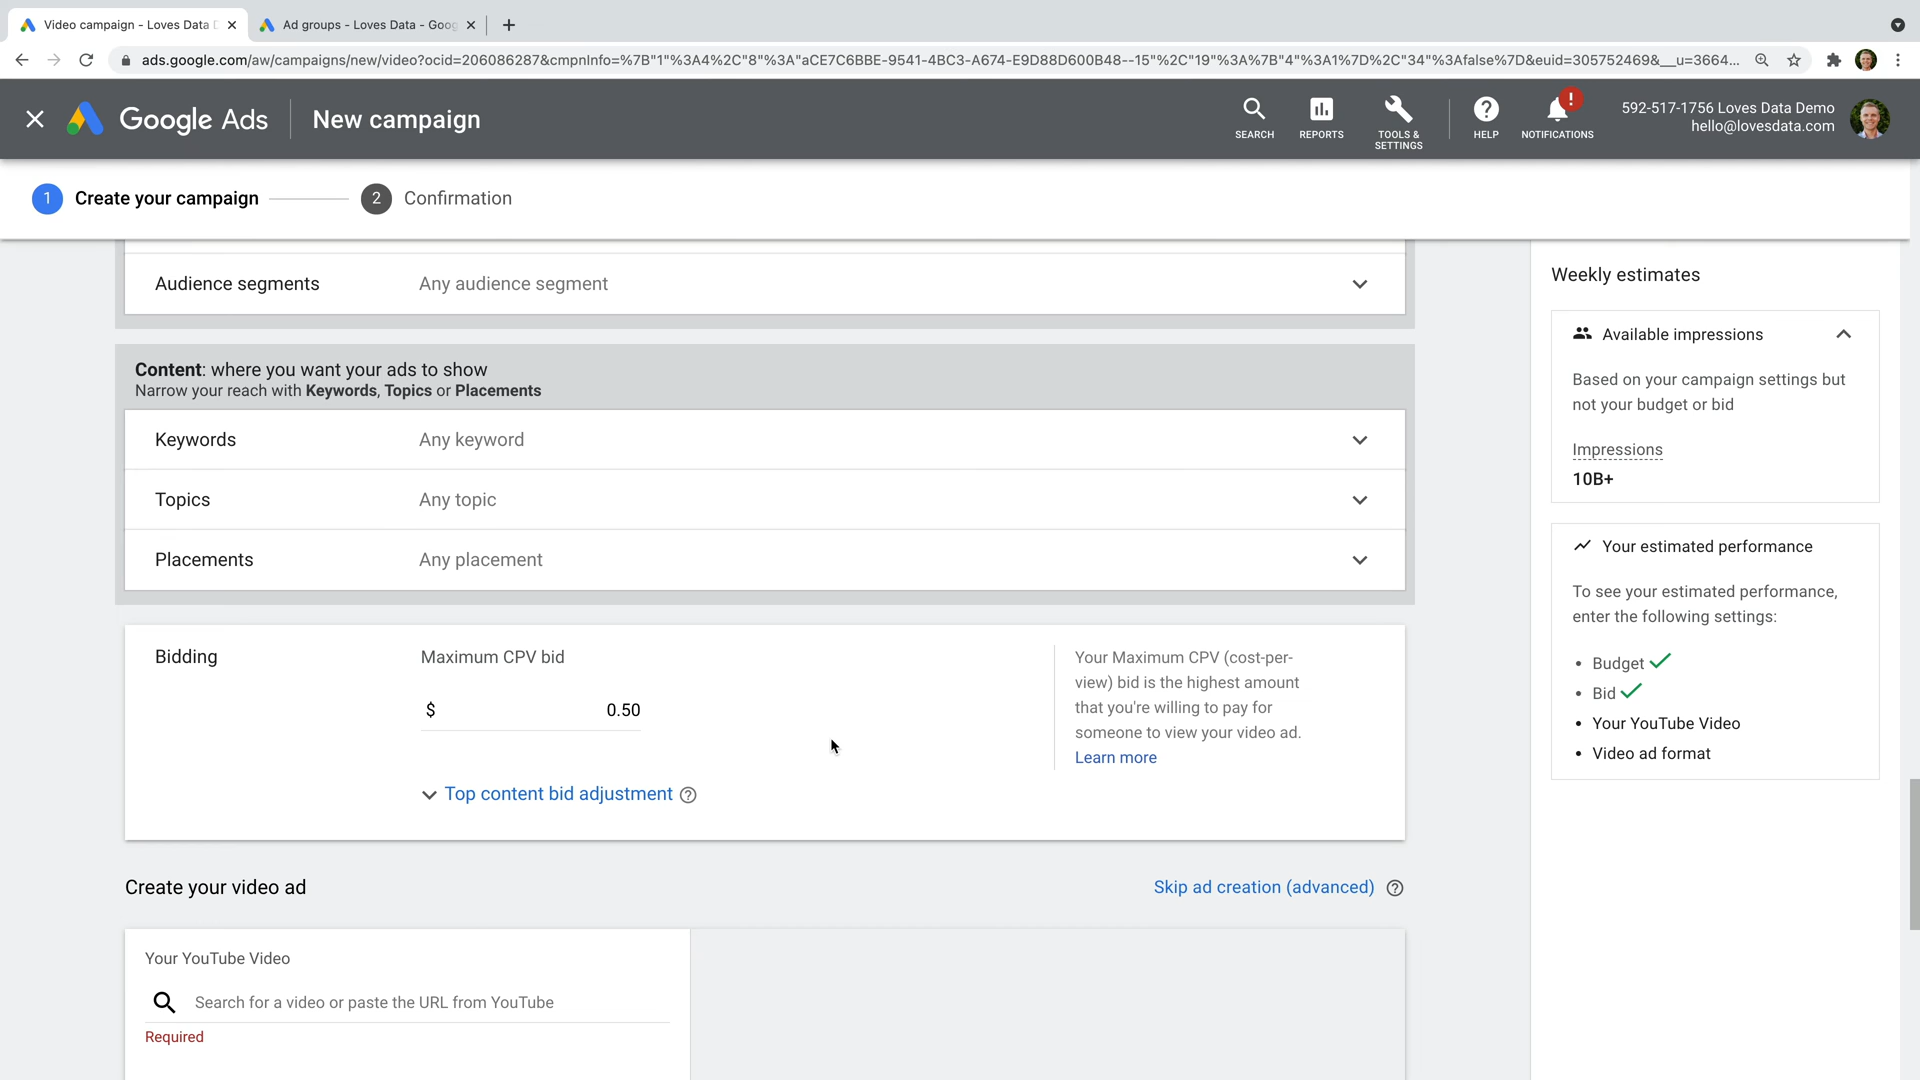 Video campaign - Loves Data D
Ad groups - Loves Data - Goog
ads.google.com/aw/campaigns/new/video?ocid=206086287&cmpnInfo=%7B"1"%3A4%2C"8"%3A"aCE7C6BBE-9541-4BC3-A674-E9D88D600B48--15"%2C"19"%3A%7B"4"%3A1%7D%2C"34"%3Afalse%7D&euid=305752469&__u=3664...
Google Ads
New campaign
SEARCH
REPORTS
TOOLS &
SETTINGS
HELP
NOTIFICATIONS
592-517-1756 Loves Data Demo
hello@lovesdata.com
1 Create your campaign
2 Confirmation
Audience segments
Any audience segment
Content: where you want your ads to show
Narrow your reach with Keywords, Topics or Placements
Keywords
Any keyword
Topics
Any topic
Placements
Any placement
Bidding
Maximum CPV bid
$ 0.50
Top content bid adjustment
Your Maximum CPV (cost-per-
view) bid is the highest amount
that you're willing to pay for
someone to view your video ad.
Learn more
Create your video ad
Skip ad creation (advanced)
Your YouTube Video
Search for a video or paste the URL from YouTube
Required
Weekly estimates
Available impressions
Based on your campaign settings but
not your budget or bid
Impressions
10B+
Your estimated performance
To see your estimated performance,
enter the following settings:
• Budget
• Bid
• Your YouTube Video
• Video ad format